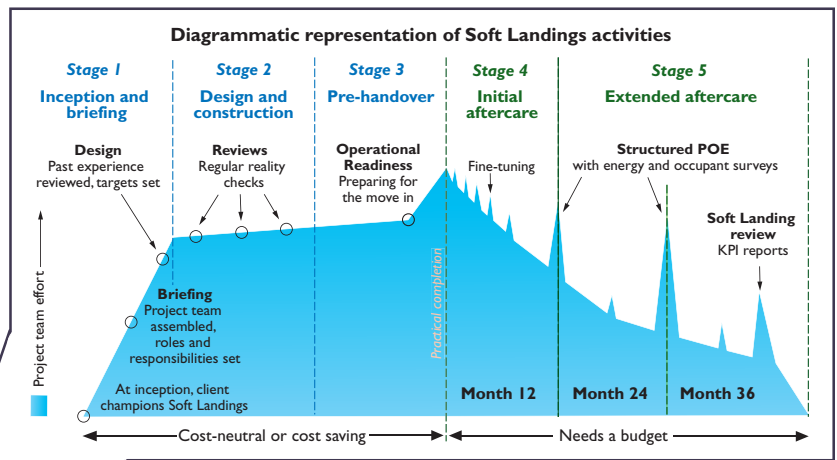 Diagrammatic representation of Soft Landings activities
Stage 1
Inception and
briefing
Stage 2
Design and
construction
Stage 3
Pre-handover
Stage 4
Initial
aftercare
Stage 5
Extended aftercare
Design
Past experience
reviewed, targets set
Reviews
Regular reality
checks
Operational
Readiness
Preparing for
the move in
Fine-tuning
Structured POE
with energy and occupant surveys
Soft Landing
review
KPI reports
Project team effort
Briefing
Project team
assembled,
roles and
responsibilities set
At inception, client
champions Soft Landings
Practical completion
Month 12
Month 24
Month 36
Cost-neutral or cost saving
Needs a budget